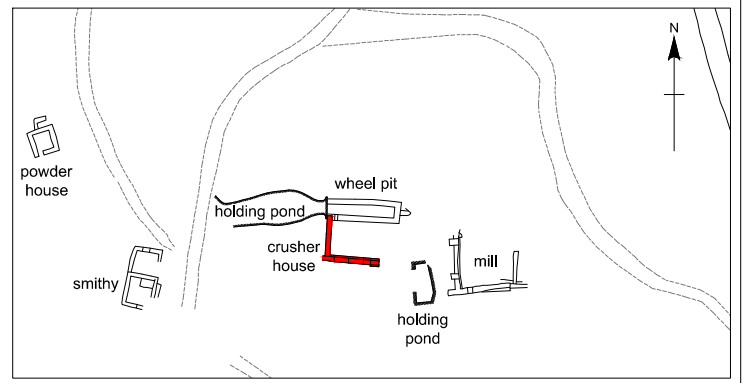 N
powder
house
wheel pit
holding pond
crusher
house
mill
smithy
holding
pond